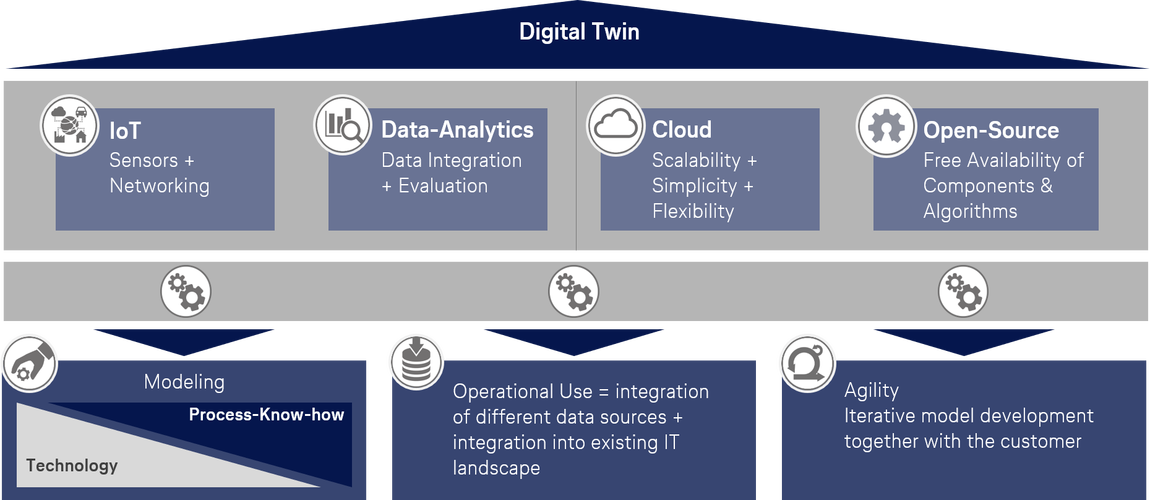 Digital Twin
IoT
Sensors +
Networking
Data-Analytics
Data Integration
+ Evaluation
Cloud
Scalability +
Simplicity +
Flexibility
Open-Source
Free Availability of
Components &
Algorithms
Modeling
Process-Know-how
Technology
Operational Use = integration
of different data sources +
integration into existing IT
landscape
Agility
Iterative model development
together with the customer